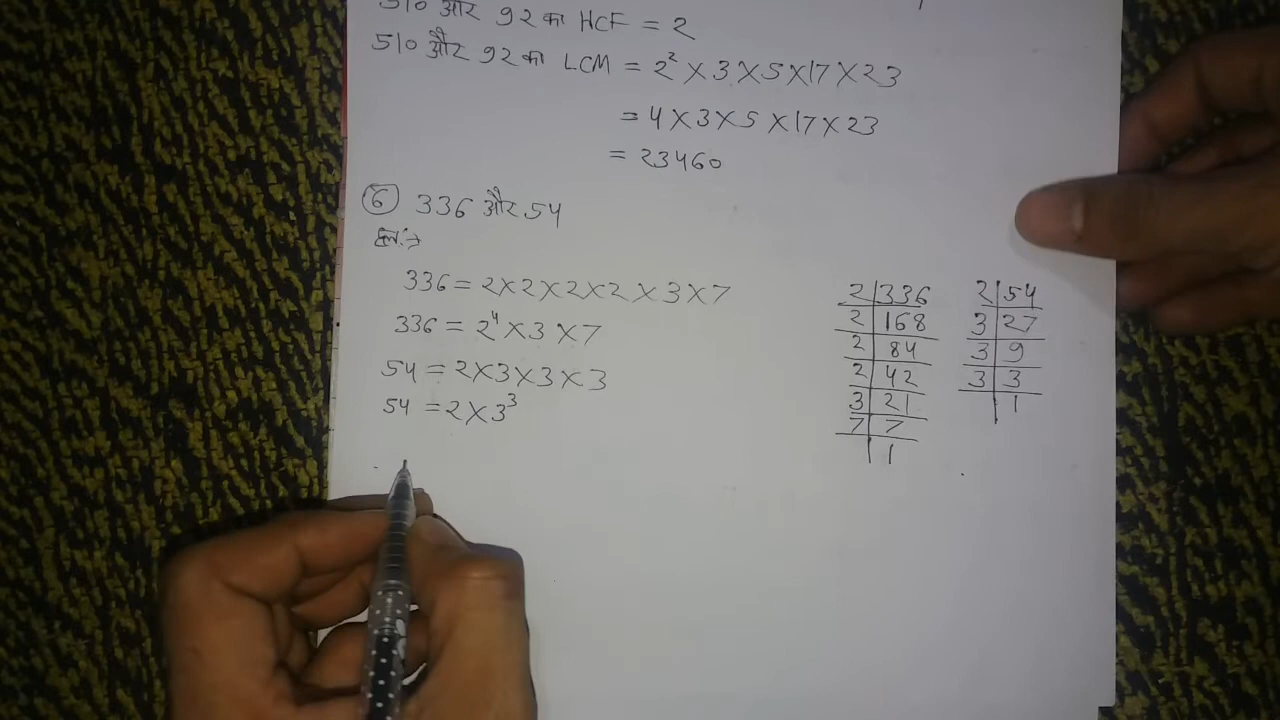 510 और 92 का HCF = 2
510 और 92 का LCM = 2² × 3 × 5 × 17 × 23
= 4 × 3 × 5 × 17 × 23
= 23460
6 336 और 54
हल:→
336 = 2×2×2×2×3×7
336 = 2⁴ × 3 × 7
54 = 2×3×3×3
54 = 2×3³
2 336
2 168
2 84
2 42
3 21
7 7
1
2 54
3 27
3 9
3 3
1